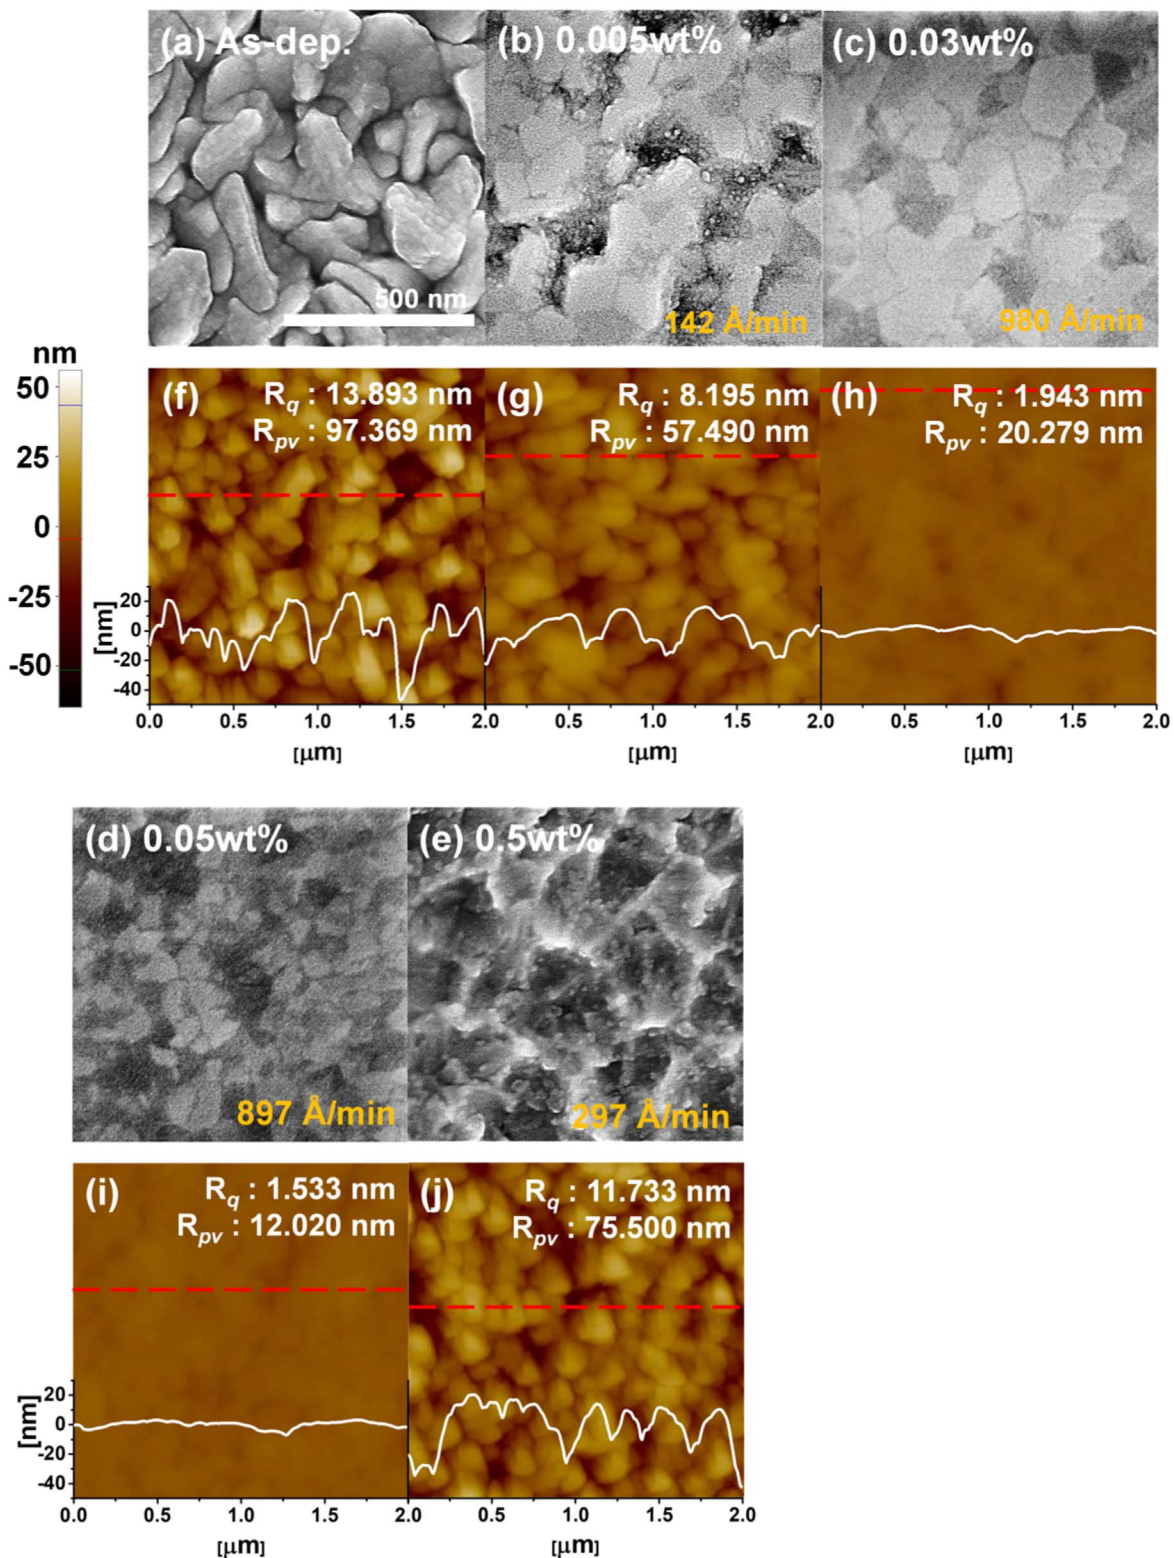 (a) As-dep.
500 nm
(b) 0.005wt%
142 Å/min
(c) 0.03wt%
980 Å/min
nm
50
25
0
-25
-50
(f)
Rq : 13.893 nm
Rpv : 97.369 nm
(g)
Rq : 8.195 nm
Rpv : 57.490 nm
(h)
Rq : 1.943 nm
Rpv : 20.279 nm
[nm]
20
0
-20
-40
0.0 0.5 1.0 1.5 2.0 0.5 1.0 1.5 2.0 0.5 1.0 1.5 2.0
[μm] [μm] [μm]
(d) 0.05wt%
897 Å/min
(e) 0.5wt%
297 Å/min
(i)
Rq : 1.533 nm
Rpv : 12.020 nm
(j)
Rq : 11.733 nm
Rpv : 75.500 nm
[nm]
20
0
-20
-40
0.0 0.5 1.0 1.5 2.0 0.5 1.0 1.5 2.0
[μm] [μm]